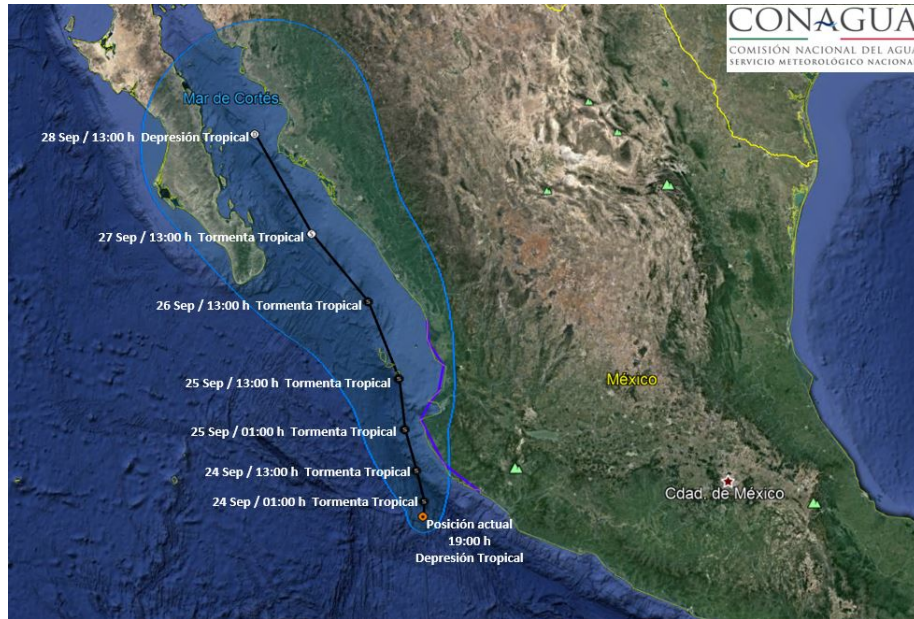 CONAGUA
COMISIÓN NACIONAL DEL AGUA
SERVICIO METEOROLÓGICO NACIONAL
Mar de Cortés
28 Sep / 13:00 h Depresión Tropical
27 Sep / 13:00 h Tormenta Tropical
26 Sep / 13:00 h Tormenta Tropical
25 Sep / 13:00 h Tormenta Tropical
México
25 Sep / 01:00 h Tormenta Tropical
24 Sep / 13:00 h Tormenta Tropical
Cdad. de México
24 Sep / 01:00 h Tormenta Tropical
Posición actual
19:00 h
Depresión Tropical